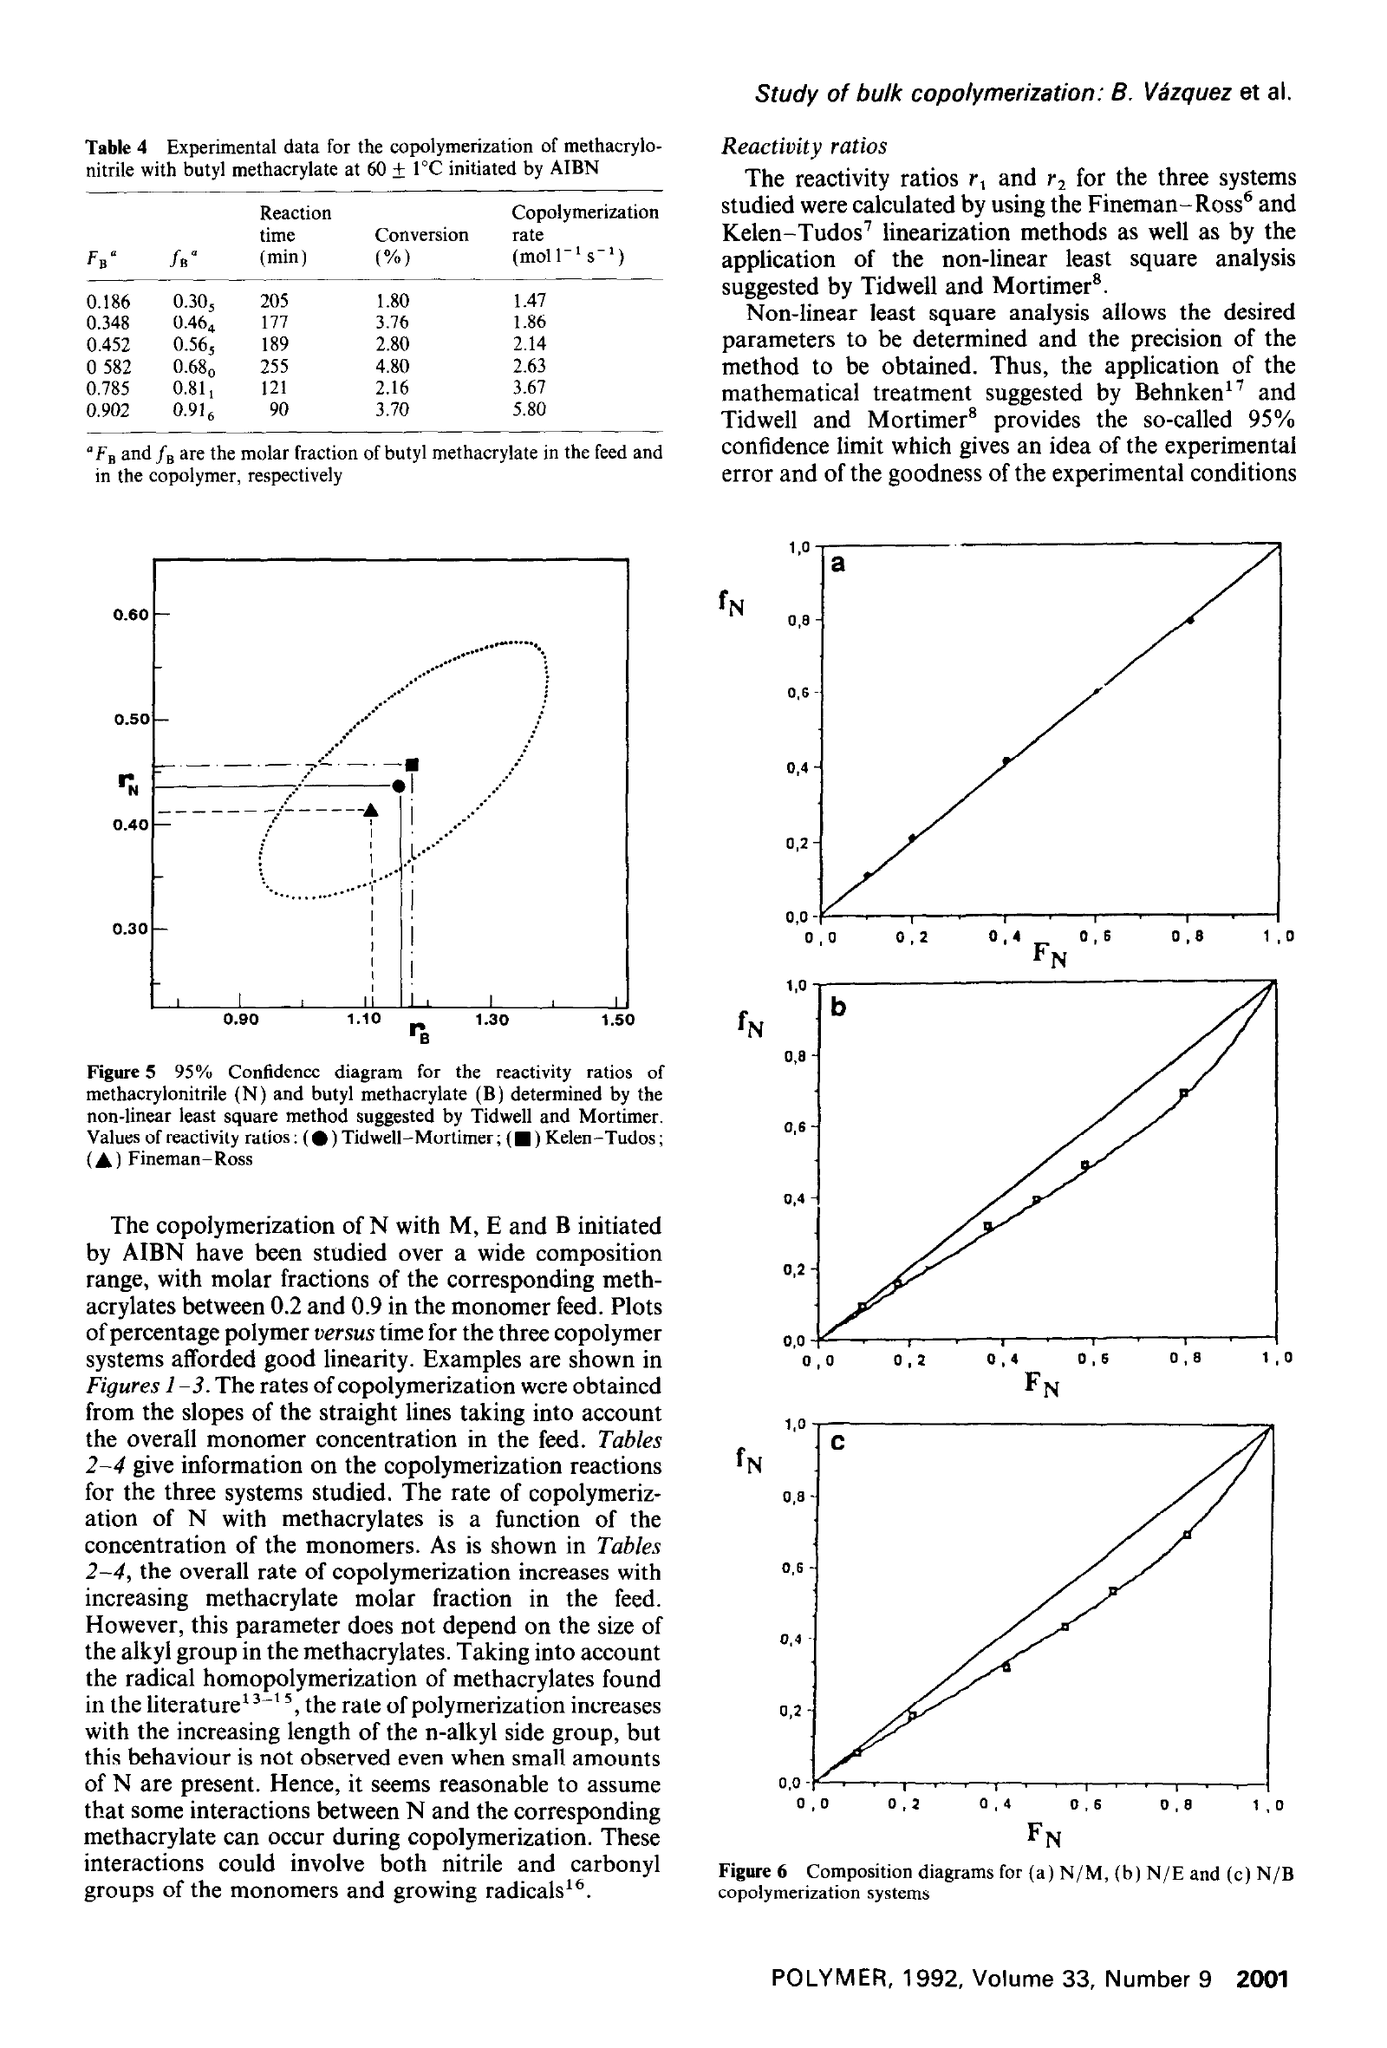 Study of bulk copolymerization: B. Vázquez et al.
Table 4 Experimental data for the copolymerization of methacrylo-
nitrile with butyl methacrylate at 60 ± 1°C initiated by AIBN
Reaction Copolymerization
time Conversion rate
F_B^a f_B^a (min) (%) (mol l⁻¹ s⁻¹)
0.186 0.30₅ 205 1.80 1.47
0.348 0.46₄ 177 3.76 1.86
0.452 0.56₅ 189 2.80 2.14
0 582 0.68₀ 255 4.80 2.63
0.785 0.81₁ 121 2.16 3.67
0.902 0.91₆ 90 3.70 5.80
^a F_B and f_B are the molar fraction of butyl methacrylate in the feed and
in the copolymer, respectively
0.60
0.50
r_N
0.40
0.30
0.90 1.10 1.30 1.50
r_B
Figure 5 95% Confidence diagram for the reactivity ratios of
methacrylonitrile (N) and butyl methacrylate (B) determined by the
non-linear least square method suggested by Tidwell and Mortimer.
Values of reactivity ratios: (●) Tidwell–Mortimer; (■) Kelen–Tudos;
(▲) Fineman–Ross
The copolymerization of N with M, E and B initiated
by AIBN have been studied over a wide composition
range, with molar fractions of the corresponding meth-
acrylates between 0.2 and 0.9 in the monomer feed. Plots
of percentage polymer versus time for the three copolymer
systems afforded good linearity. Examples are shown in
Figures 1–3. The rates of copolymerization were obtained
from the slopes of the straight lines taking into account
the overall monomer concentration in the feed. Tables
2–4 give information on the copolymerization reactions
for the three systems studied. The rate of copolymeriz-
ation of N with methacrylates is a function of the
concentration of the monomers. As is shown in Tables
2–4, the overall rate of copolymerization increases with
increasing methacrylate molar fraction in the feed.
However, this parameter does not depend on the size of
the alkyl group in the methacrylates. Taking into account
the radical homopolymerization of methacrylates found
in the literature¹³⁻¹⁵, the rate of polymerization increases
with the increasing length of the n-alkyl side group, but
this behaviour is not observed even when small amounts
of N are present. Hence, it seems reasonable to assume
that some interactions between N and the corresponding
methacrylate can occur during copolymerization. These
interactions could involve both nitrile and carbonyl
groups of the monomers and growing radicals¹⁶.
Reactivity ratios
The reactivity ratios r₁ and r₂ for the three systems
studied were calculated by using the Fineman–Ross⁶ and
Kelen–Tudos⁷ linearization methods as well as by the
application of the non-linear least square analysis
suggested by Tidwell and Mortimer⁸.
Non-linear least square analysis allows the desired
parameters to be determined and the precision of the
method to be obtained. Thus, the application of the
mathematical treatment suggested by Behnken¹⁷ and
Tidwell and Mortimer⁸ provides the so-called 95%
confidence limit which gives an idea of the experimental
error and of the goodness of the experimental conditions
1,0
a
f_N
0,8
0,6
0,4
0,2
0,0
0,0 0,2 0,4 0,6 0,8 1,0
F_N
1,0
b
f_N
0,8
0,6
0,4
0,2
0,0
0,0 0,2 0,4 0,6 0,8 1,0
F_N
1,0
c
f_N
0,8
0,6
0,4
0,2
0,0
0,0 0,2 0,4 0,6 0,8 1,0
F_N
Figure 6 Composition diagrams for (a) N/M, (b) N/E and (c) N/B
copolymerization systems
POLYMER, 1992, Volume 33, Number 9 2001